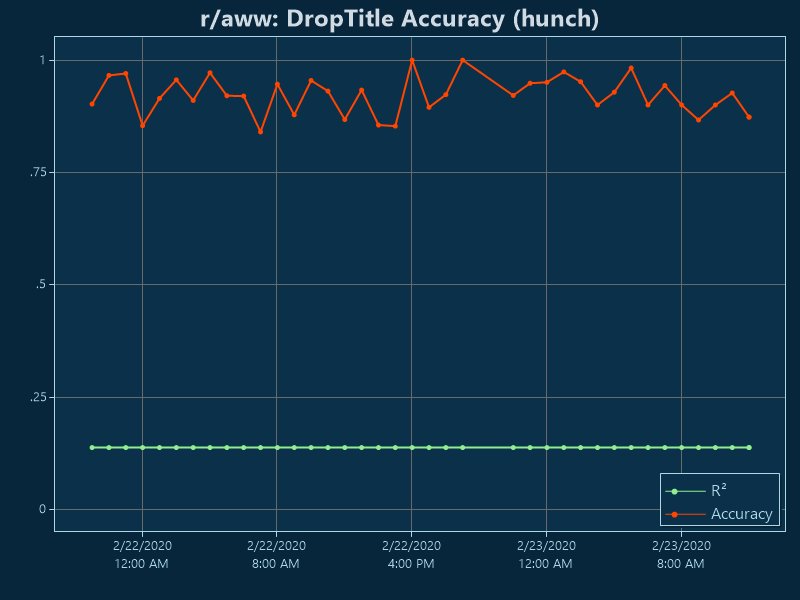 r/aww: DropTitle Accuracy (hunch)
1
.75
.5
.25
0
R²
Accuracy
2/22/2020 2/22/2020 2/22/2020 2/23/2020 2/23/2020
12:00 AM 8:00 AM 4:00 PM 12:00 AM 8:00 AM